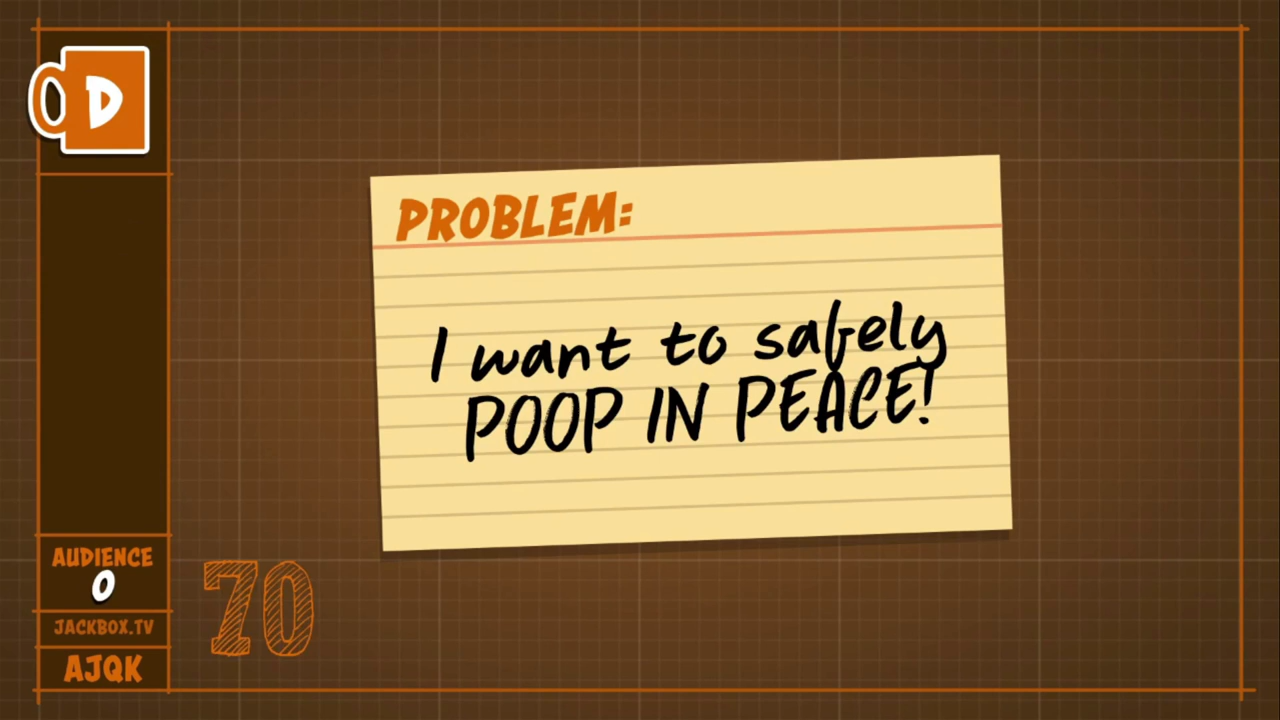 D
PROBLEM:
I want to safely
POOP IN PEACE!
AUDIENCE
0
JACKBOX.TV
AJQK
70